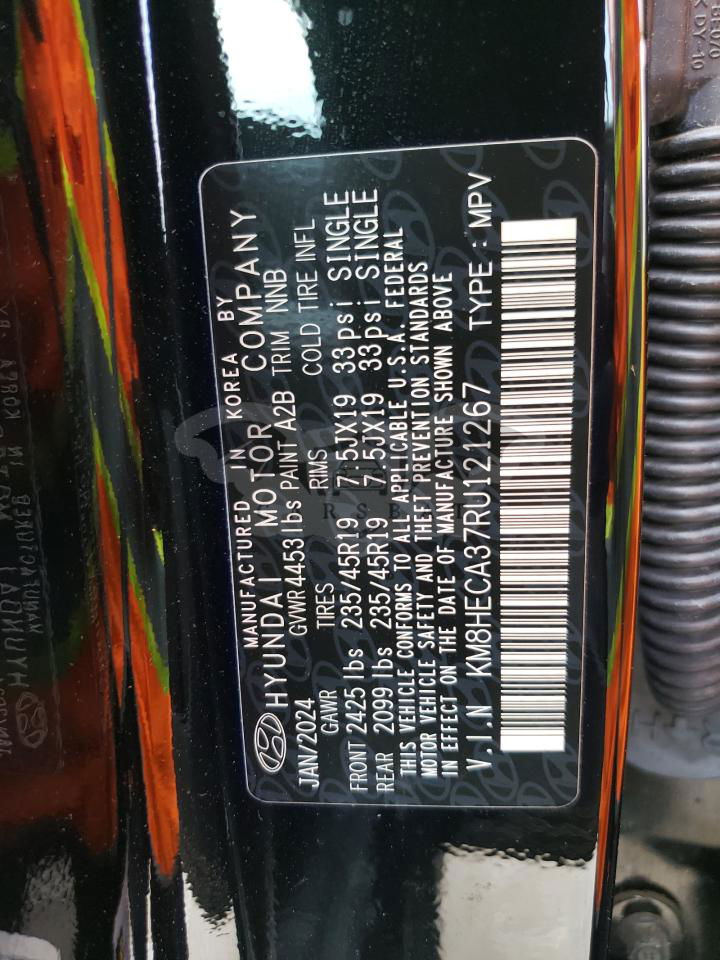 MANUFACTURED IN KOREA BY
HYUNDAI MOTOR COMPANY
JAN/2024 GVWR 4453 lbs PAINT A2B TRIM NNB
GAWR TIRES RIMS COLD TIRE INFL
FRONT 2425 lbs 235/45R19 7:5JX19 33psi SINGLE
REAR 2099 lbs 235/45R19 7:5JX19 33psi SINGLE
THIS VEHICLE CONFORMS TO ALL APPLICABLE U.S.A. FEDERAL
MOTOR VEHICLE SAFETY AND THEFT PREVENTION STANDARDS
IN EFFECT ON THE DATE OF MANUFACTURE SHOWN ABOVE
V.I.N KM8HECA37RU121267 TYPE : MPV